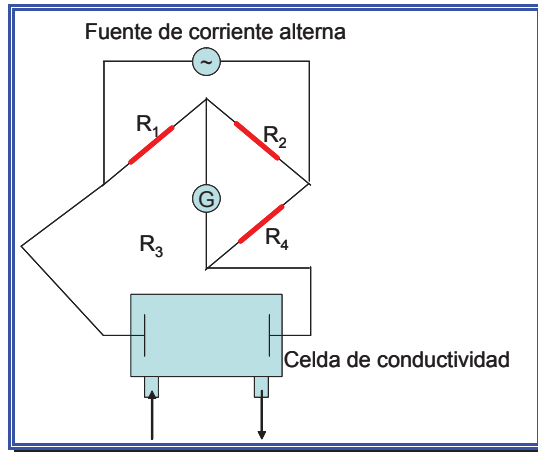 Fuente de corriente alterna
~
R₁
R₂
G
R₃
R₄
Celda de conductividad